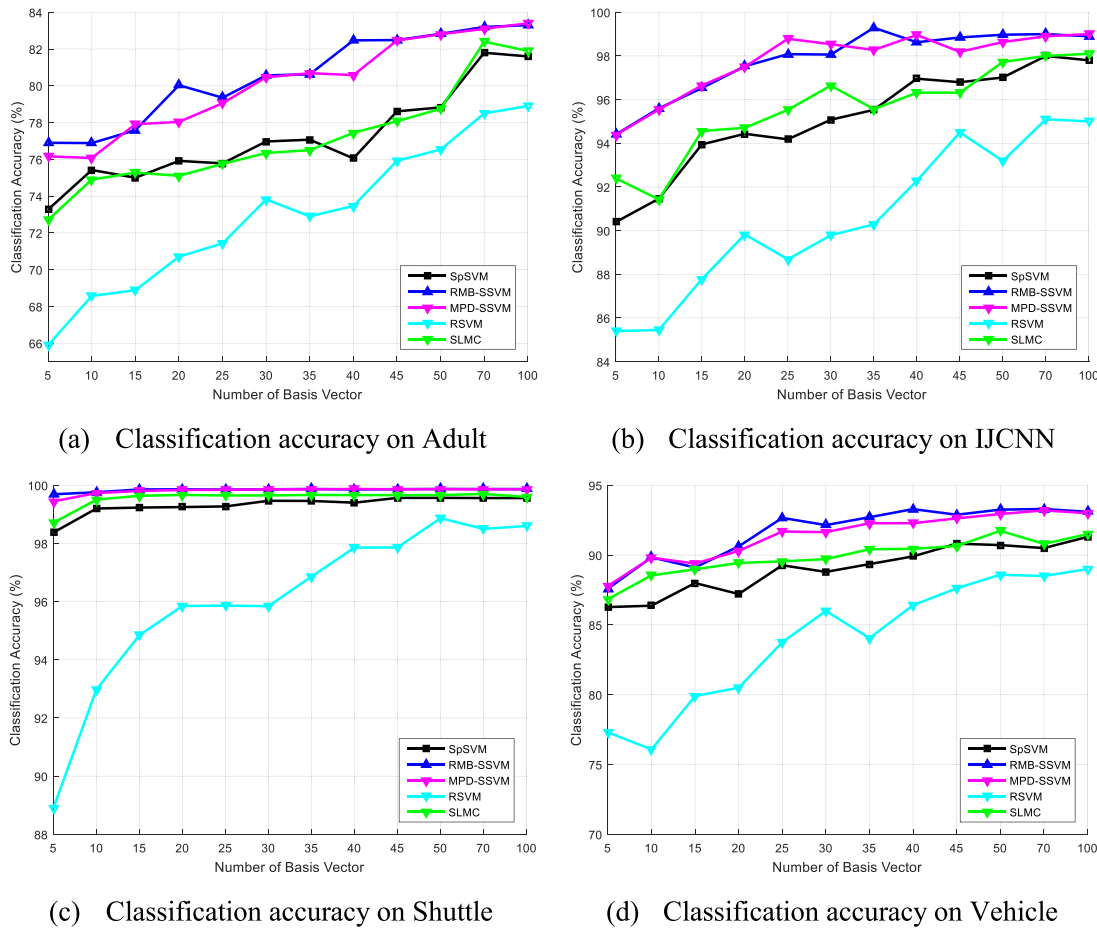 84
82
80
78
76
74
72
70
68
66
Classification Accuracy (%)
SpSVM
RMB-SSVM
MPD-SSVM
RSVM
SLMC
5 10 15 20 25 30 35 40 45 50 70 100
Number of Basis Vector
(a) Classification accuracy on Adult
100
98
96
94
92
90
88
86
84
Classification Accuracy (%)
SpSVM
RMB-SSVM
MPD-SSVM
RSVM
SLMC
5 10 15 20 25 30 35 40 45 50 70 100
Number of Basis Vector
(b) Classification accuracy on IJCNN
100
98
96
94
92
90
88
Classification Accuracy (%)
SpSVM
RMB-SSVM
MPD-SSVM
RSVM
SLMC
5 10 15 20 25 30 35 40 45 50 70 100
Number of Basis Vector
(c) Classification accuracy on Shuttle
95
90
85
80
75
70
Classification Accuracy (%)
SpSVM
RMB-SSVM
MPD-SSVM
RSVM
SLMC
5 10 15 20 25 30 35 40 45 50 70 100
Number of Basis Vector
(d) Classification accuracy on Vehicle